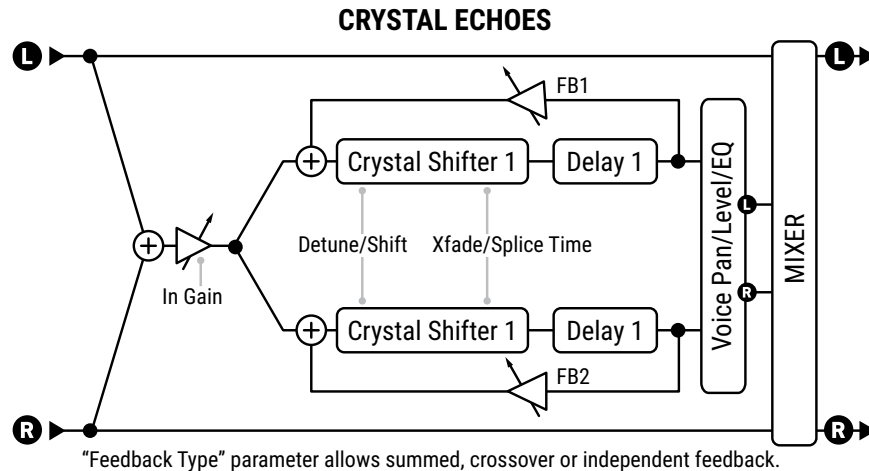 CRYSTAL ECHOES
L
L
FB1
Crystal Shifter 1
Delay 1
Detune/Shift
Xfade/Splice Time
In Gain
Voice Pan/Level/EQ
L
R
MIXER
Crystal Shifter 1
Delay 1
FB2
R
R
“Feedback Type” parameter allows summed, crossover or independent feedback.